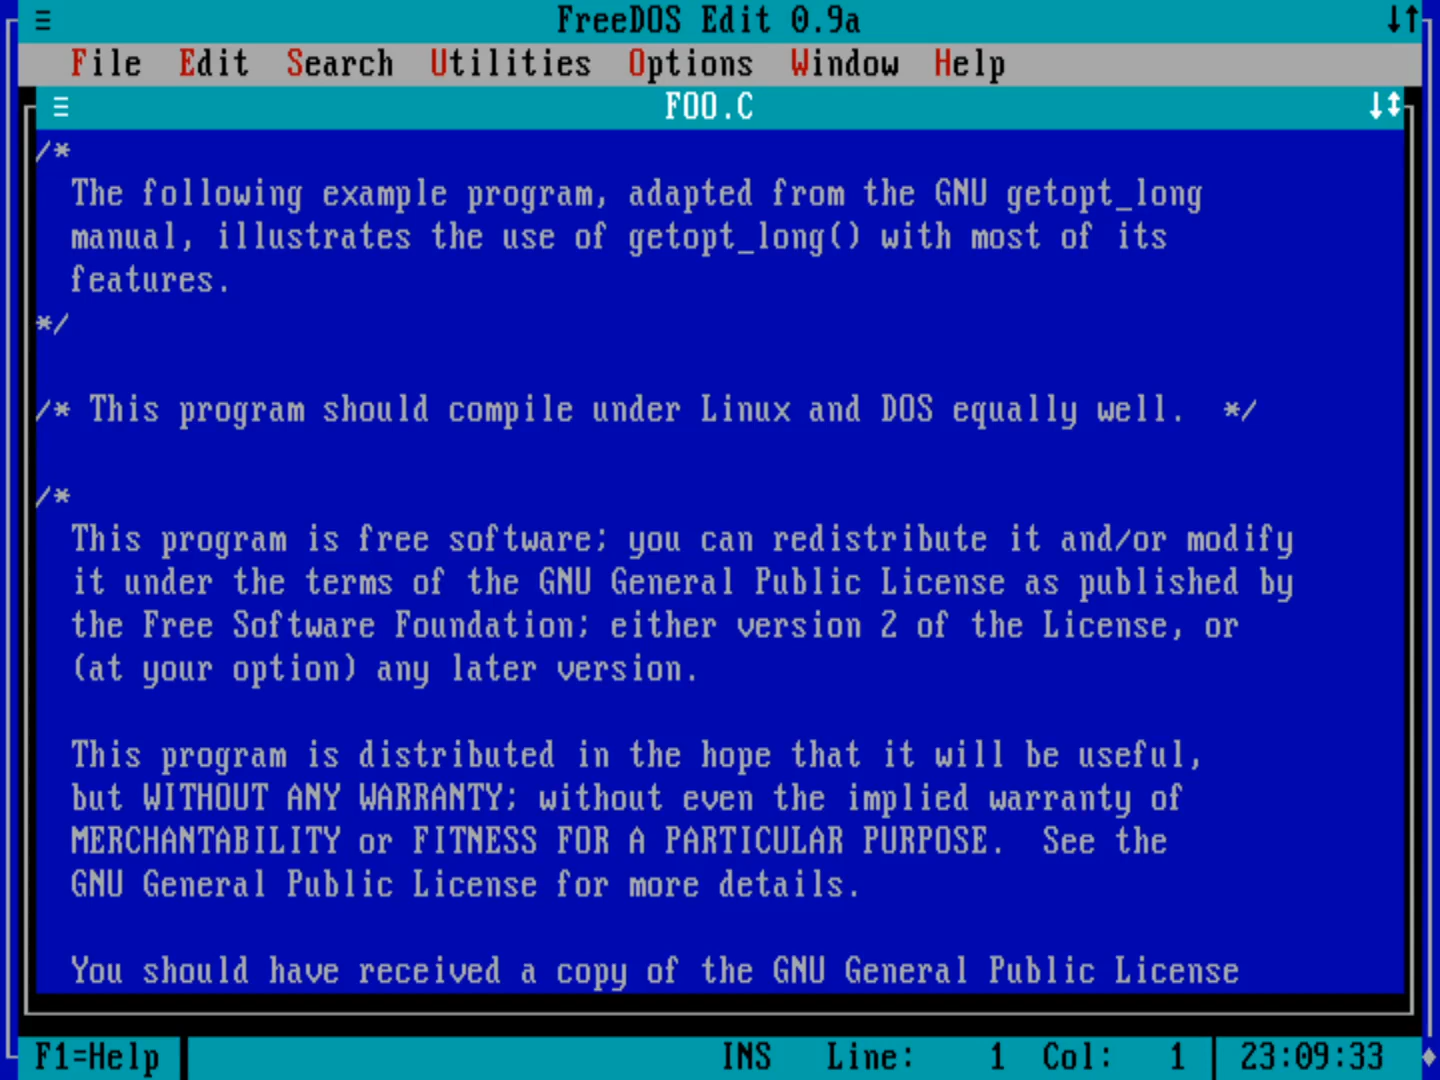 ≡ FreeDOS Edit 0.9a ↓↑
File Edit Search Utilities Options Window Help
≡ FOO.C ↓↕
/*
The following example program, adapted from the GNU getopt_long
manual, illustrates the use of getopt_long() with most of its
features.
*/
/* This program should compile under Linux and DOS equally well.  */
/*
This program is free software; you can redistribute it and/or modify
it under the terms of the GNU General Public License as published by
the Free Software Foundation; either version 2 of the License, or
(at your option) any later version.
This program is distributed in the hope that it will be useful,
but WITHOUT ANY WARRANTY; without even the implied warranty of
MERCHANTABILITY or FITNESS FOR A PARTICULAR PURPOSE.  See the
GNU General Public License for more details.
You should have received a copy of the GNU General Public License
F1=Help INS Line: 1 Col: 1 23:09:33